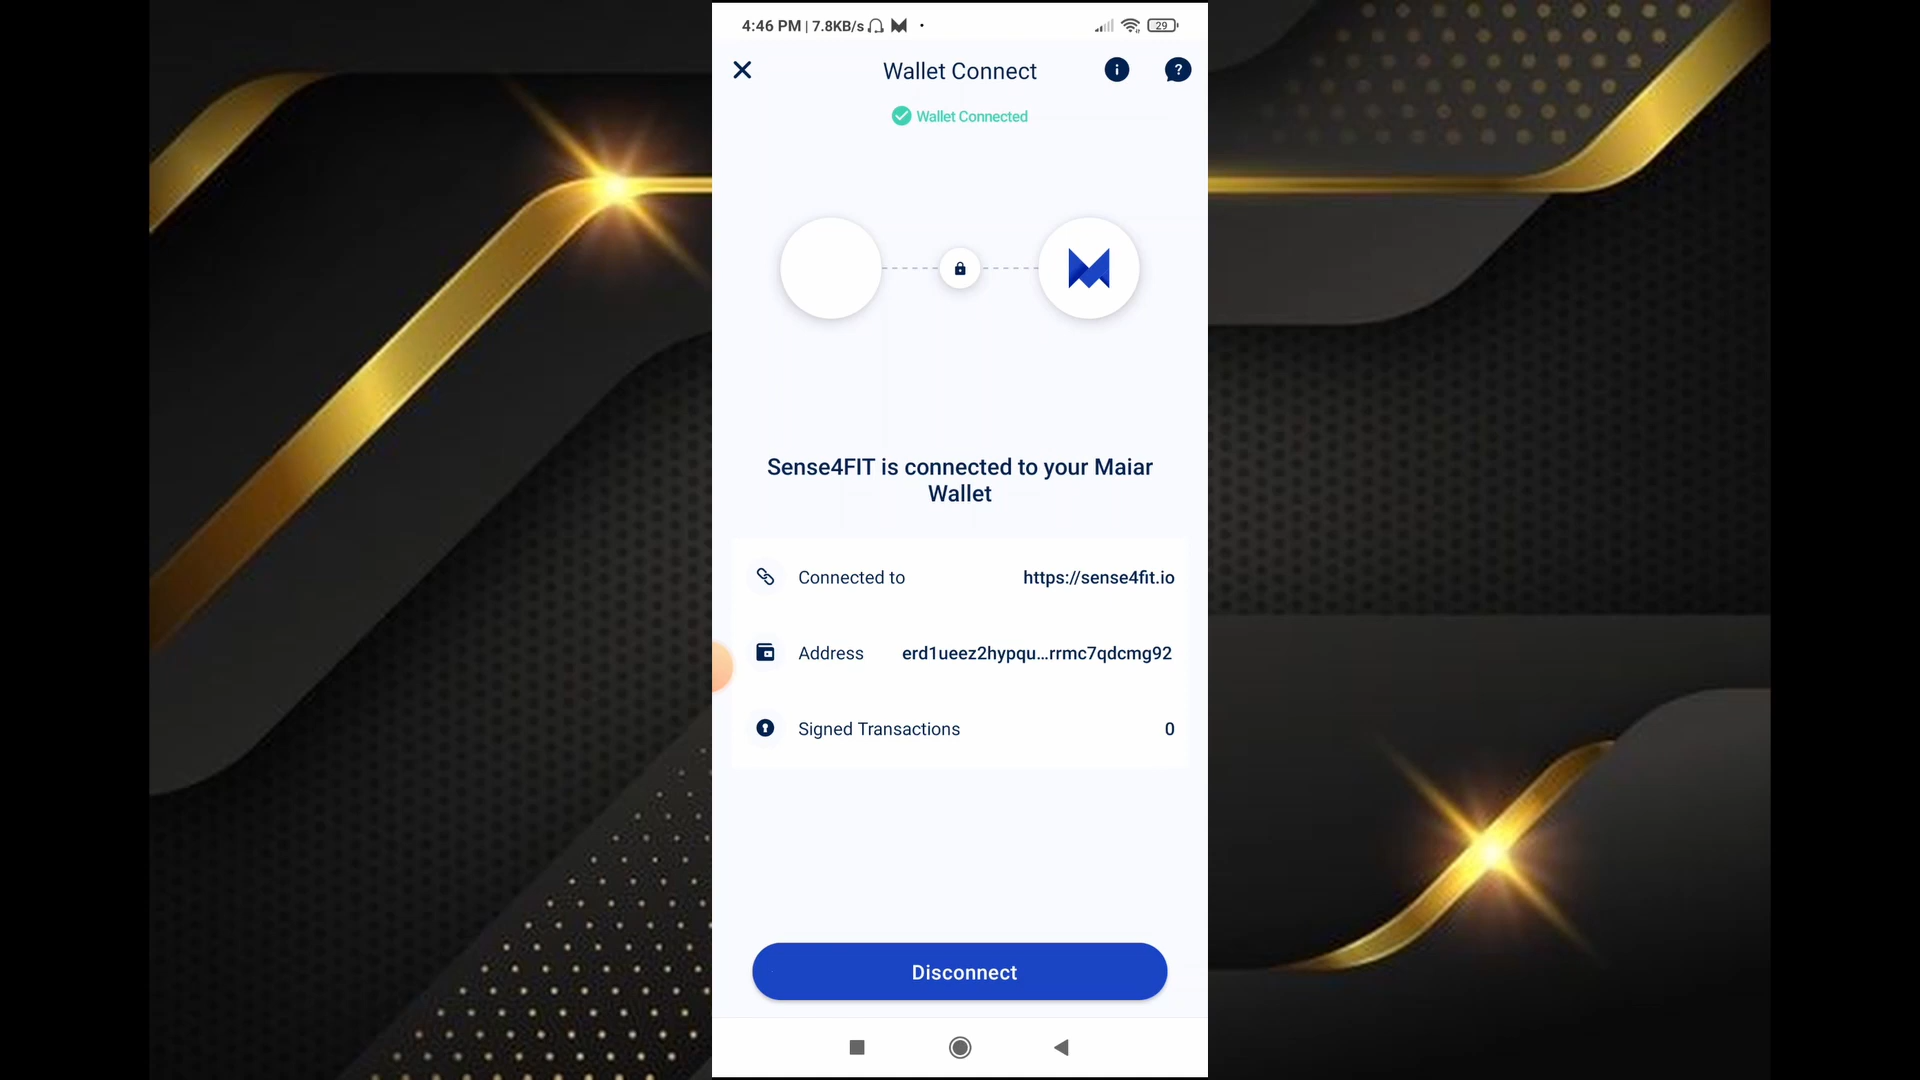 4:46 PM | 7.8KB/s
29
Wallet Connect
Wallet Connected
Sense4FIT is connected to your Maiar
Wallet
Connected to https://sense4fit.io
Address erd1ueez2hypqu...rrmc7qdcmg92
Signed Transactions 0
Disconnect